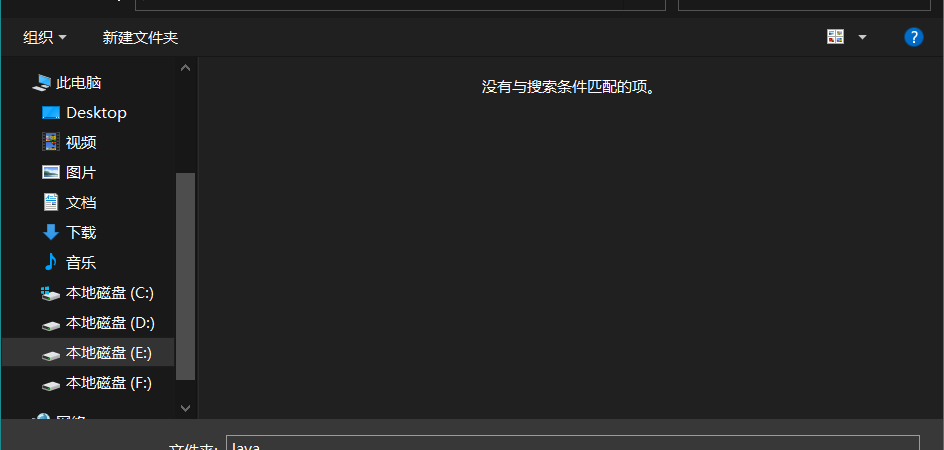 组织
新建文件夹
此电脑
Desktop
视频
图片
文档
下载
音乐
本地磁盘 (C:)
本地磁盘 (D:)
本地磁盘 (E:)
本地磁盘 (F:)
网络
没有与搜索条件匹配的项。
文件夹: